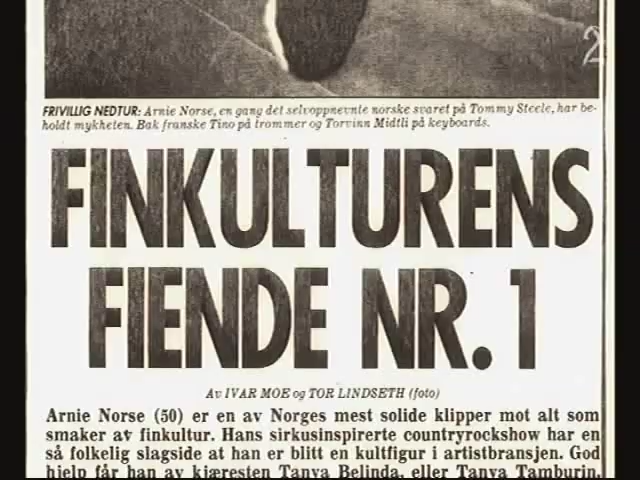 2
FRIVILLIG NEDTUR: Arnie Norse, en gang det selvoppnevnte norske svaret på Tommy Steele, har be-
holdt mykheten. Bak franske Tino på trommer og Torvinn Midtli på keyboards.
FINKULTURENS
FIENDE NR. 1
Av IVAR MOE og TOR LINDSETH (foto)
Arnie Norse (50) er en av Norges mest solide klipper mot alt som
smaker av finkultur. Hans sirkusinspirerte countryrockshow har en
så folkelig slagside at han er blitt en kultfigur i artistbransjen. God
hjelp får han av kjæresten Tanya Belinda, eller Tanya Tamburin,